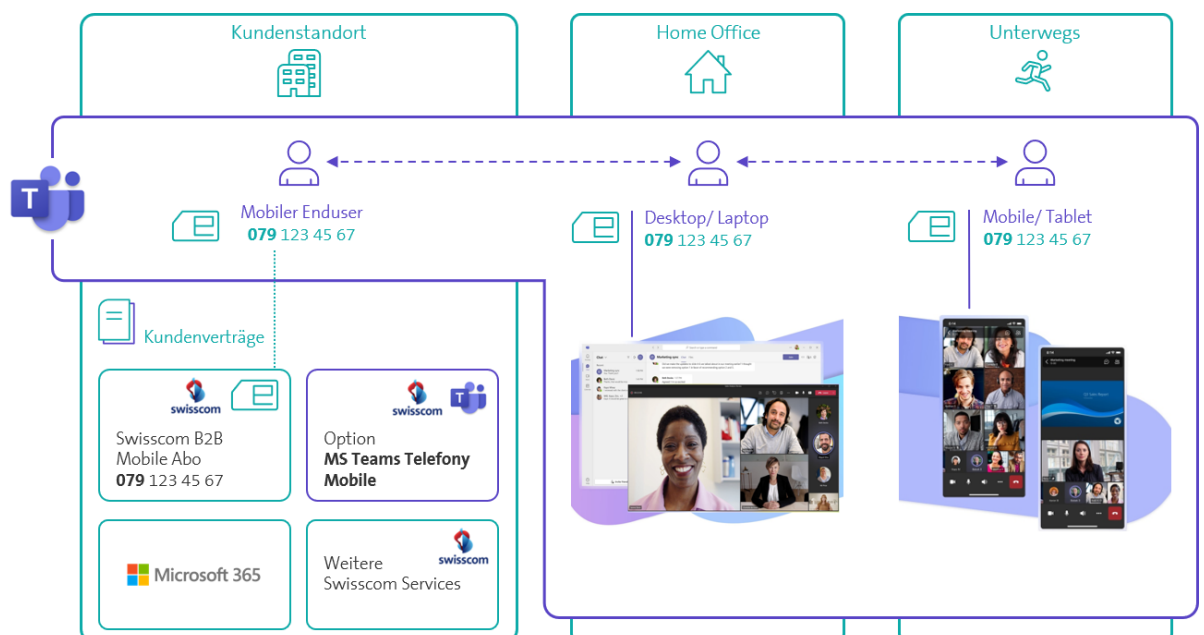 Kundenstandort
Home Office
Unterwegs
T
Mobiler Enduser
079 123 45 67
Desktop/ Laptop
079 123 45 67
Mobile/ Tablet
079 123 45 67
Kundenverträge
swisscom
Swisscom B2B
Mobile Abo
079 123 45 67
swisscom
T
Option
MS Teams Telefony
Mobile
Microsoft 365
swisscom
Weitere
Swisscom Services